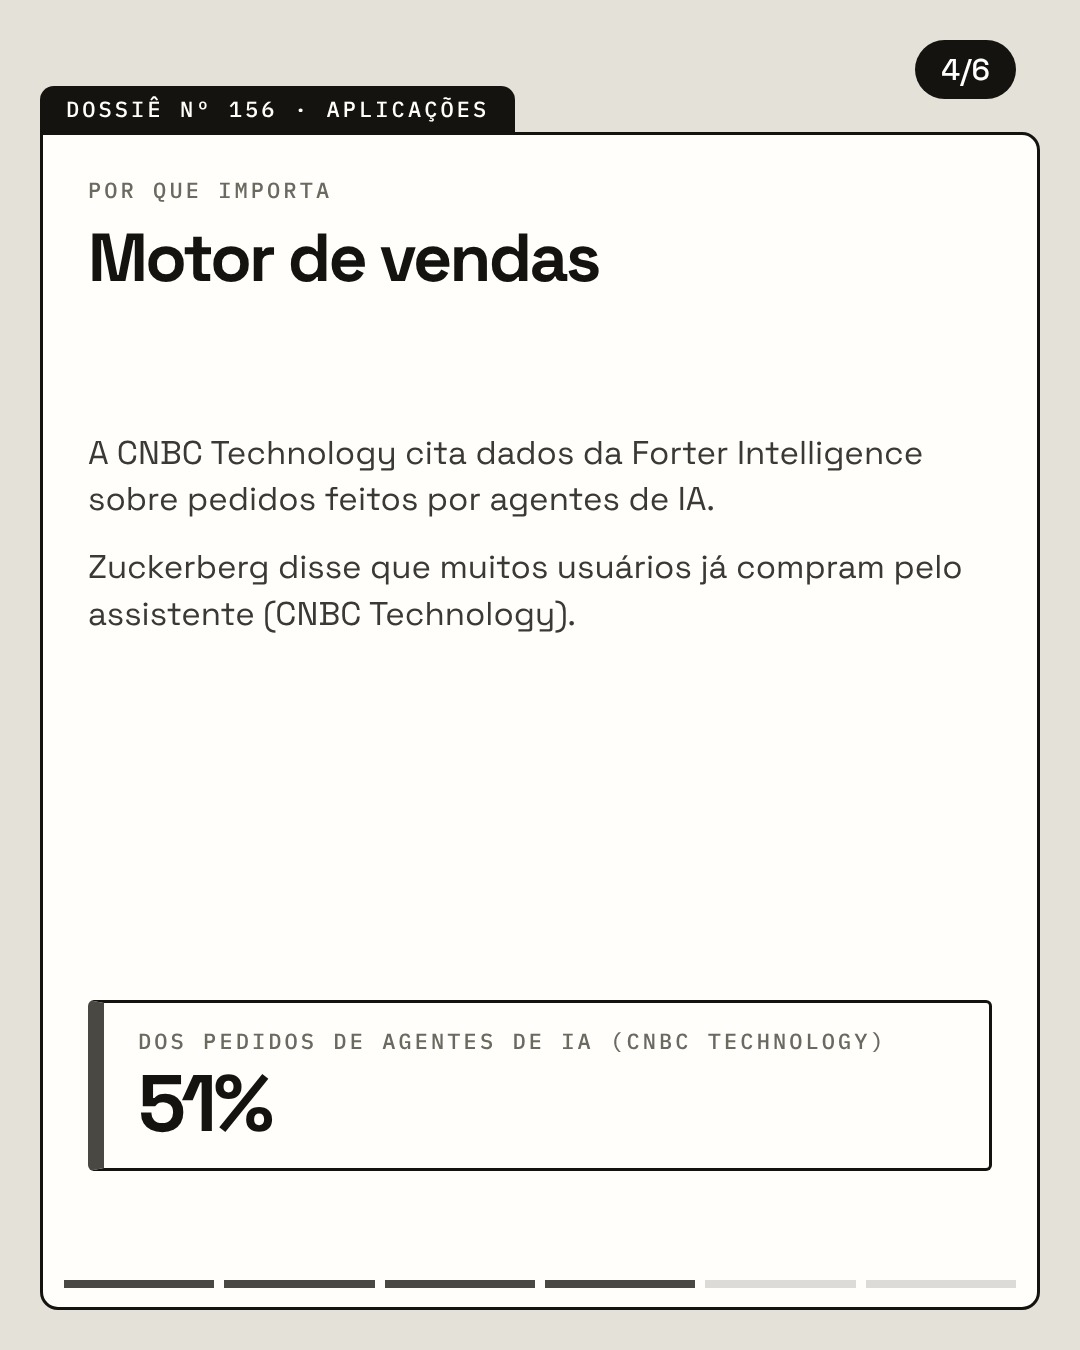 4/6
DOSSIÊ Nº 156 · APLICAÇÕES
POR QUE IMPORTA
Motor de vendas
A CNBC Technology cita dados da Forter Intelligence
sobre pedidos feitos por agentes de IA.
Zuckerberg disse que muitos usuários já compram pelo
assistente (CNBC Technology).
DOS PEDIDOS DE AGENTES DE IA (CNBC TECHNOLOGY)
51%